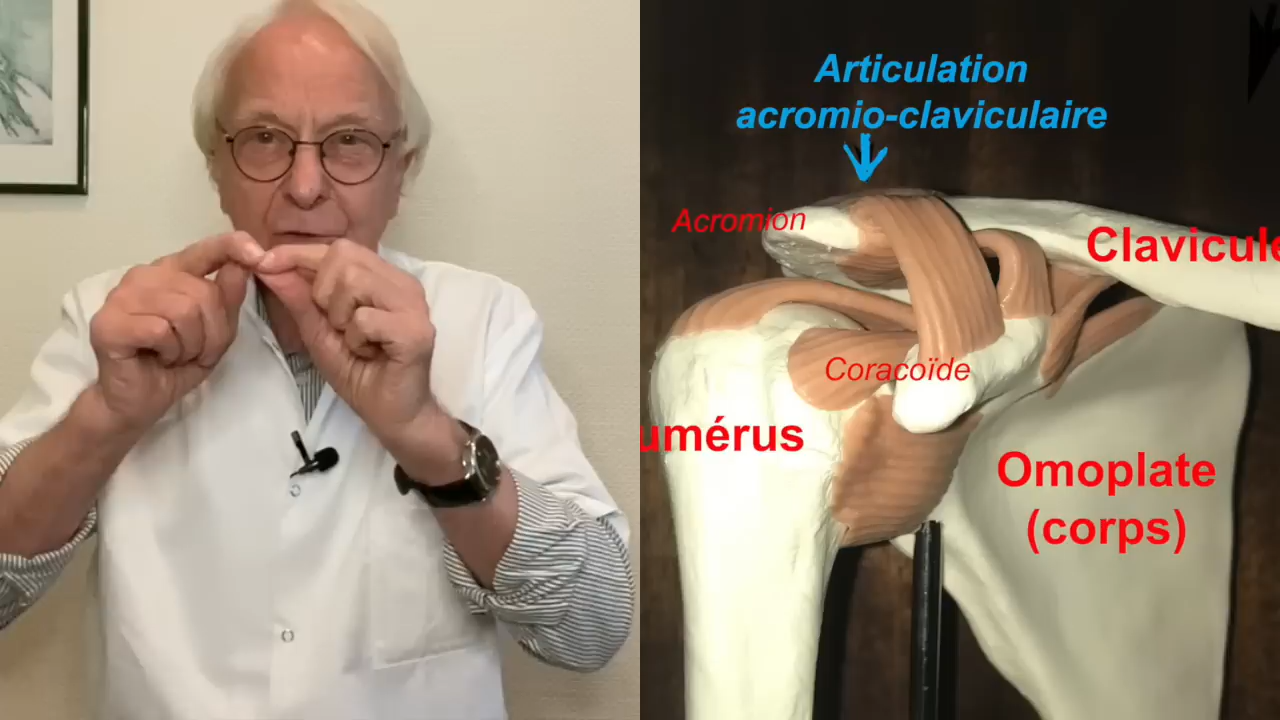 Articulation
acromio-claviculaire
Acromion
Clavicule
Coracoïde
umérus
Omoplate
(corps)